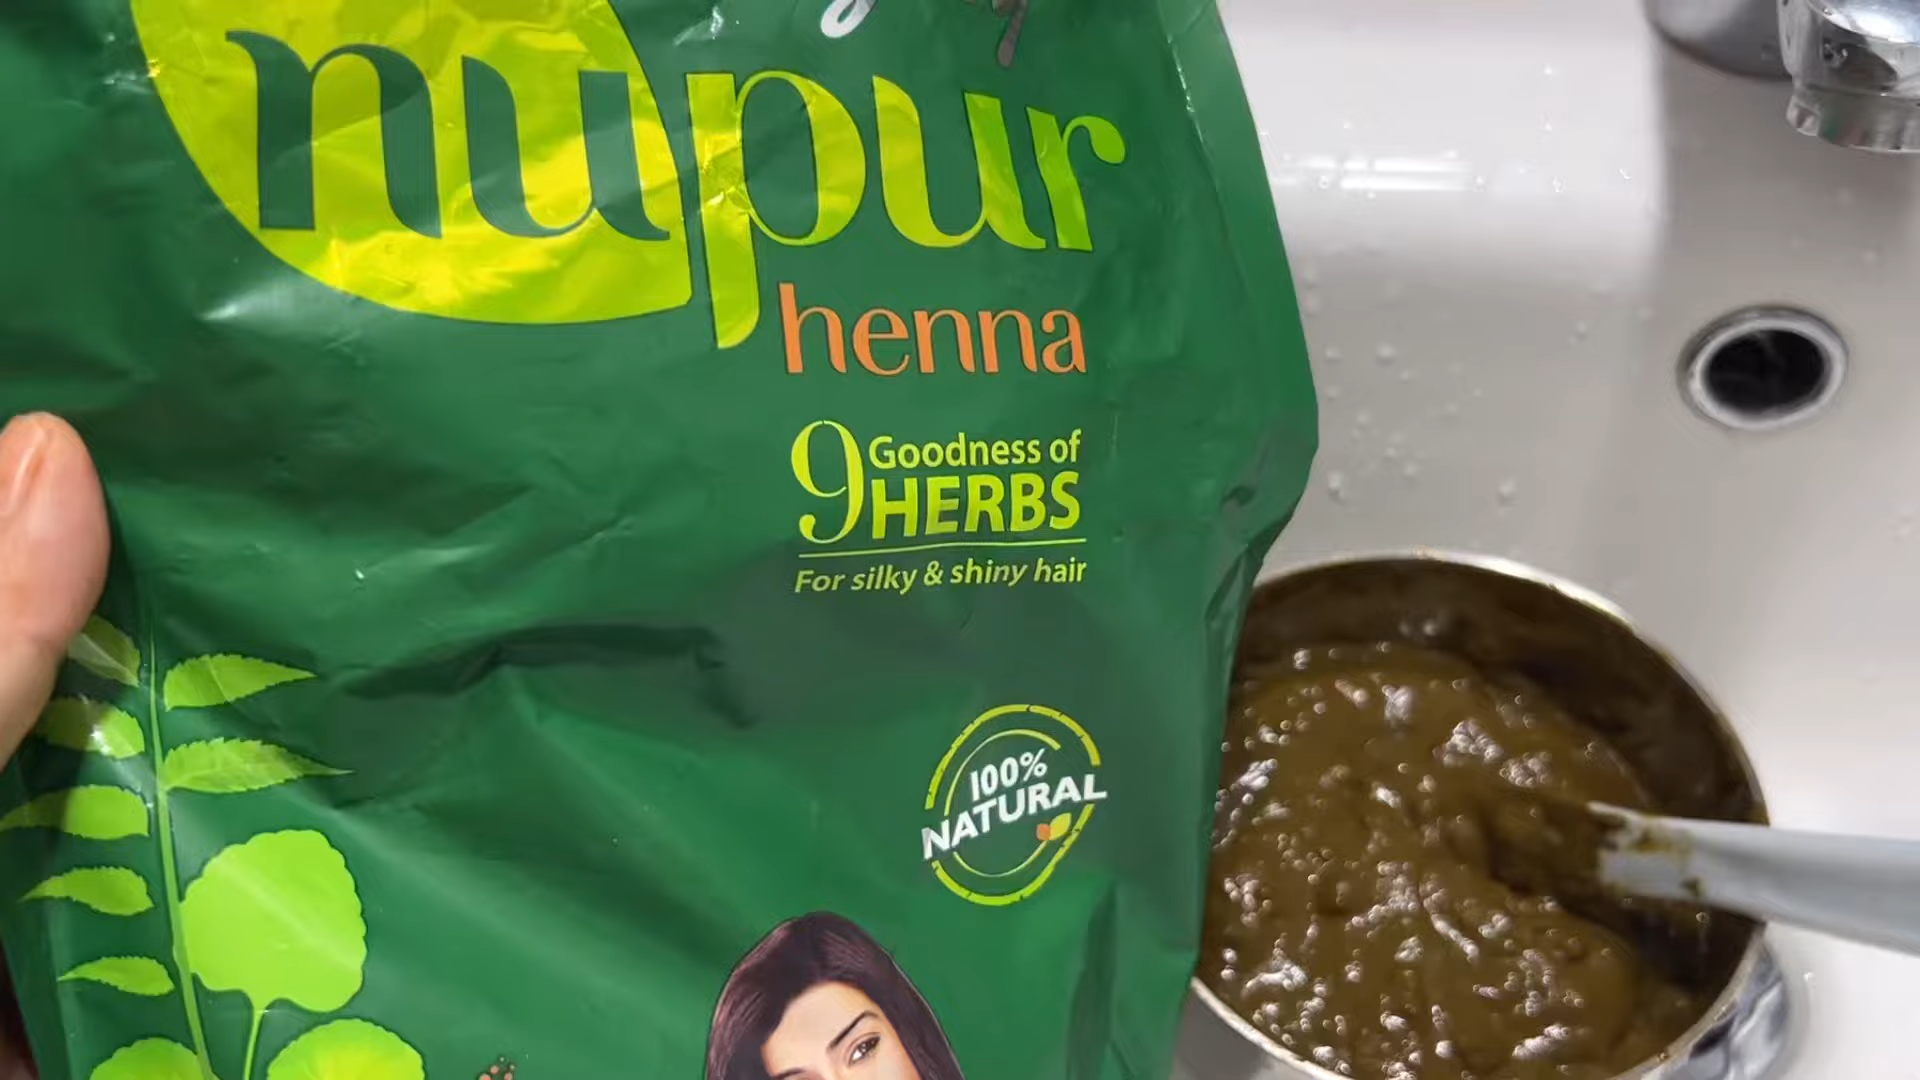 nupur
henna
9 Goodness of
HERBS
For silky & shiny hair
100%
NATURAL